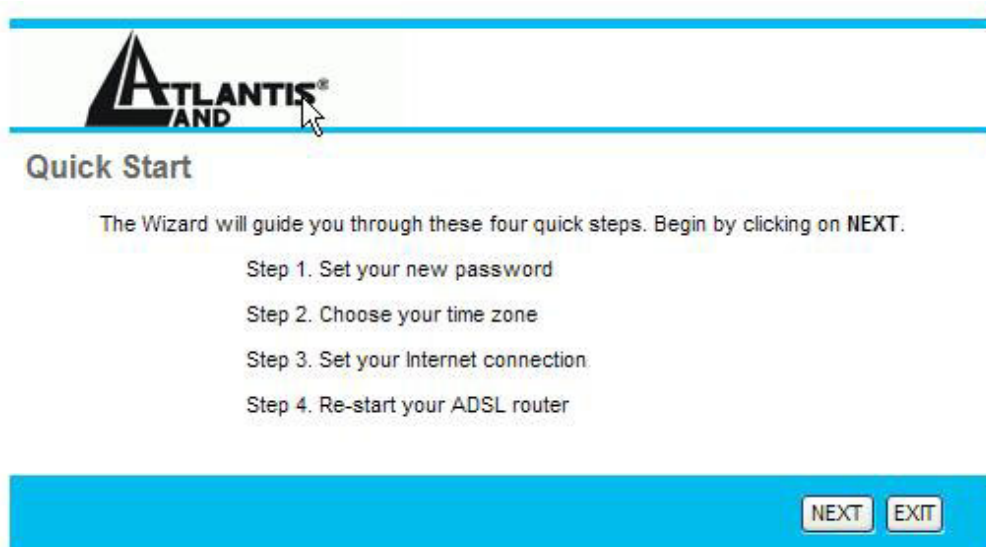 ATLANTIS®
LAND
Quick Start
The Wizard will guide you through these four quick steps. Begin by clicking on NEXT.
Step 1. Set your new password
Step 2. Choose your time zone
Step 3. Set your Internet connection
Step 4. Re-start your ADSL router
NEXT EXIT